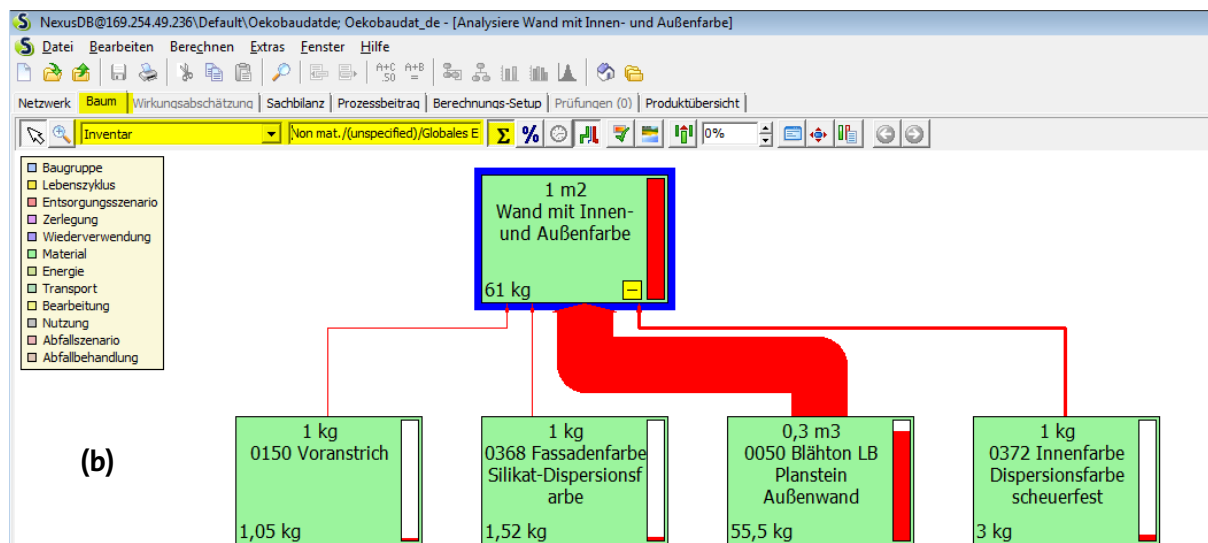 NexusDB@169.254.49.236\Default\Oekobaudatde; Oekobaudat_de - [Analysiere Wand mit Innen- und Außenfarbe]
Datei Bearbeiten Berechnen Extras Fenster Hilfe
A+C .50 A+B =
Netzwerk Baum Wirkungsabschätzung Sachbilanz Prozessbeitrag Berechnungs-Setup Prüfungen (0) Produktübersicht
Inventar Non mat./(unspecified)/Globales E Σ % 0%
Baugruppe
Lebenszyklus
Entsorgungsszenario
Zerlegung
Wiederverwendung
Material
Energie
Transport
Bearbeitung
Nutzung
Abfallszenario
Abfallbehandlung
1 m2
Wand mit Innen-
und Außenfarbe
61 kg
(b)
1 kg
0150 Voranstrich
1,05 kg
1 kg
0368 Fassadenfarbe
Silikat-Dispersionsf
arbe
1,52 kg
0,3 m3
0050 Blähton LB
Planstein
Außenwand
55,5 kg
1 kg
0372 Innenfarbe
Dispersionsfarbe
scheuerfest
3 kg